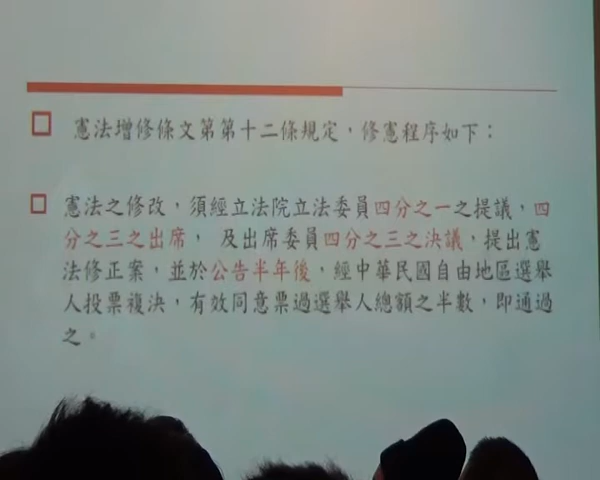 憲法增修條文第第十二條規定，修憲程序如下：
憲法之修改，須經立法院立法委員四分之一之提議，四
分之三之出席， 及出席委員四分之三之決議，提出憲
法修正案，並於公告半年後，經中華民國自由地區選舉
人投票複決，有效同意票過選舉人總額之半數，即通過
之。